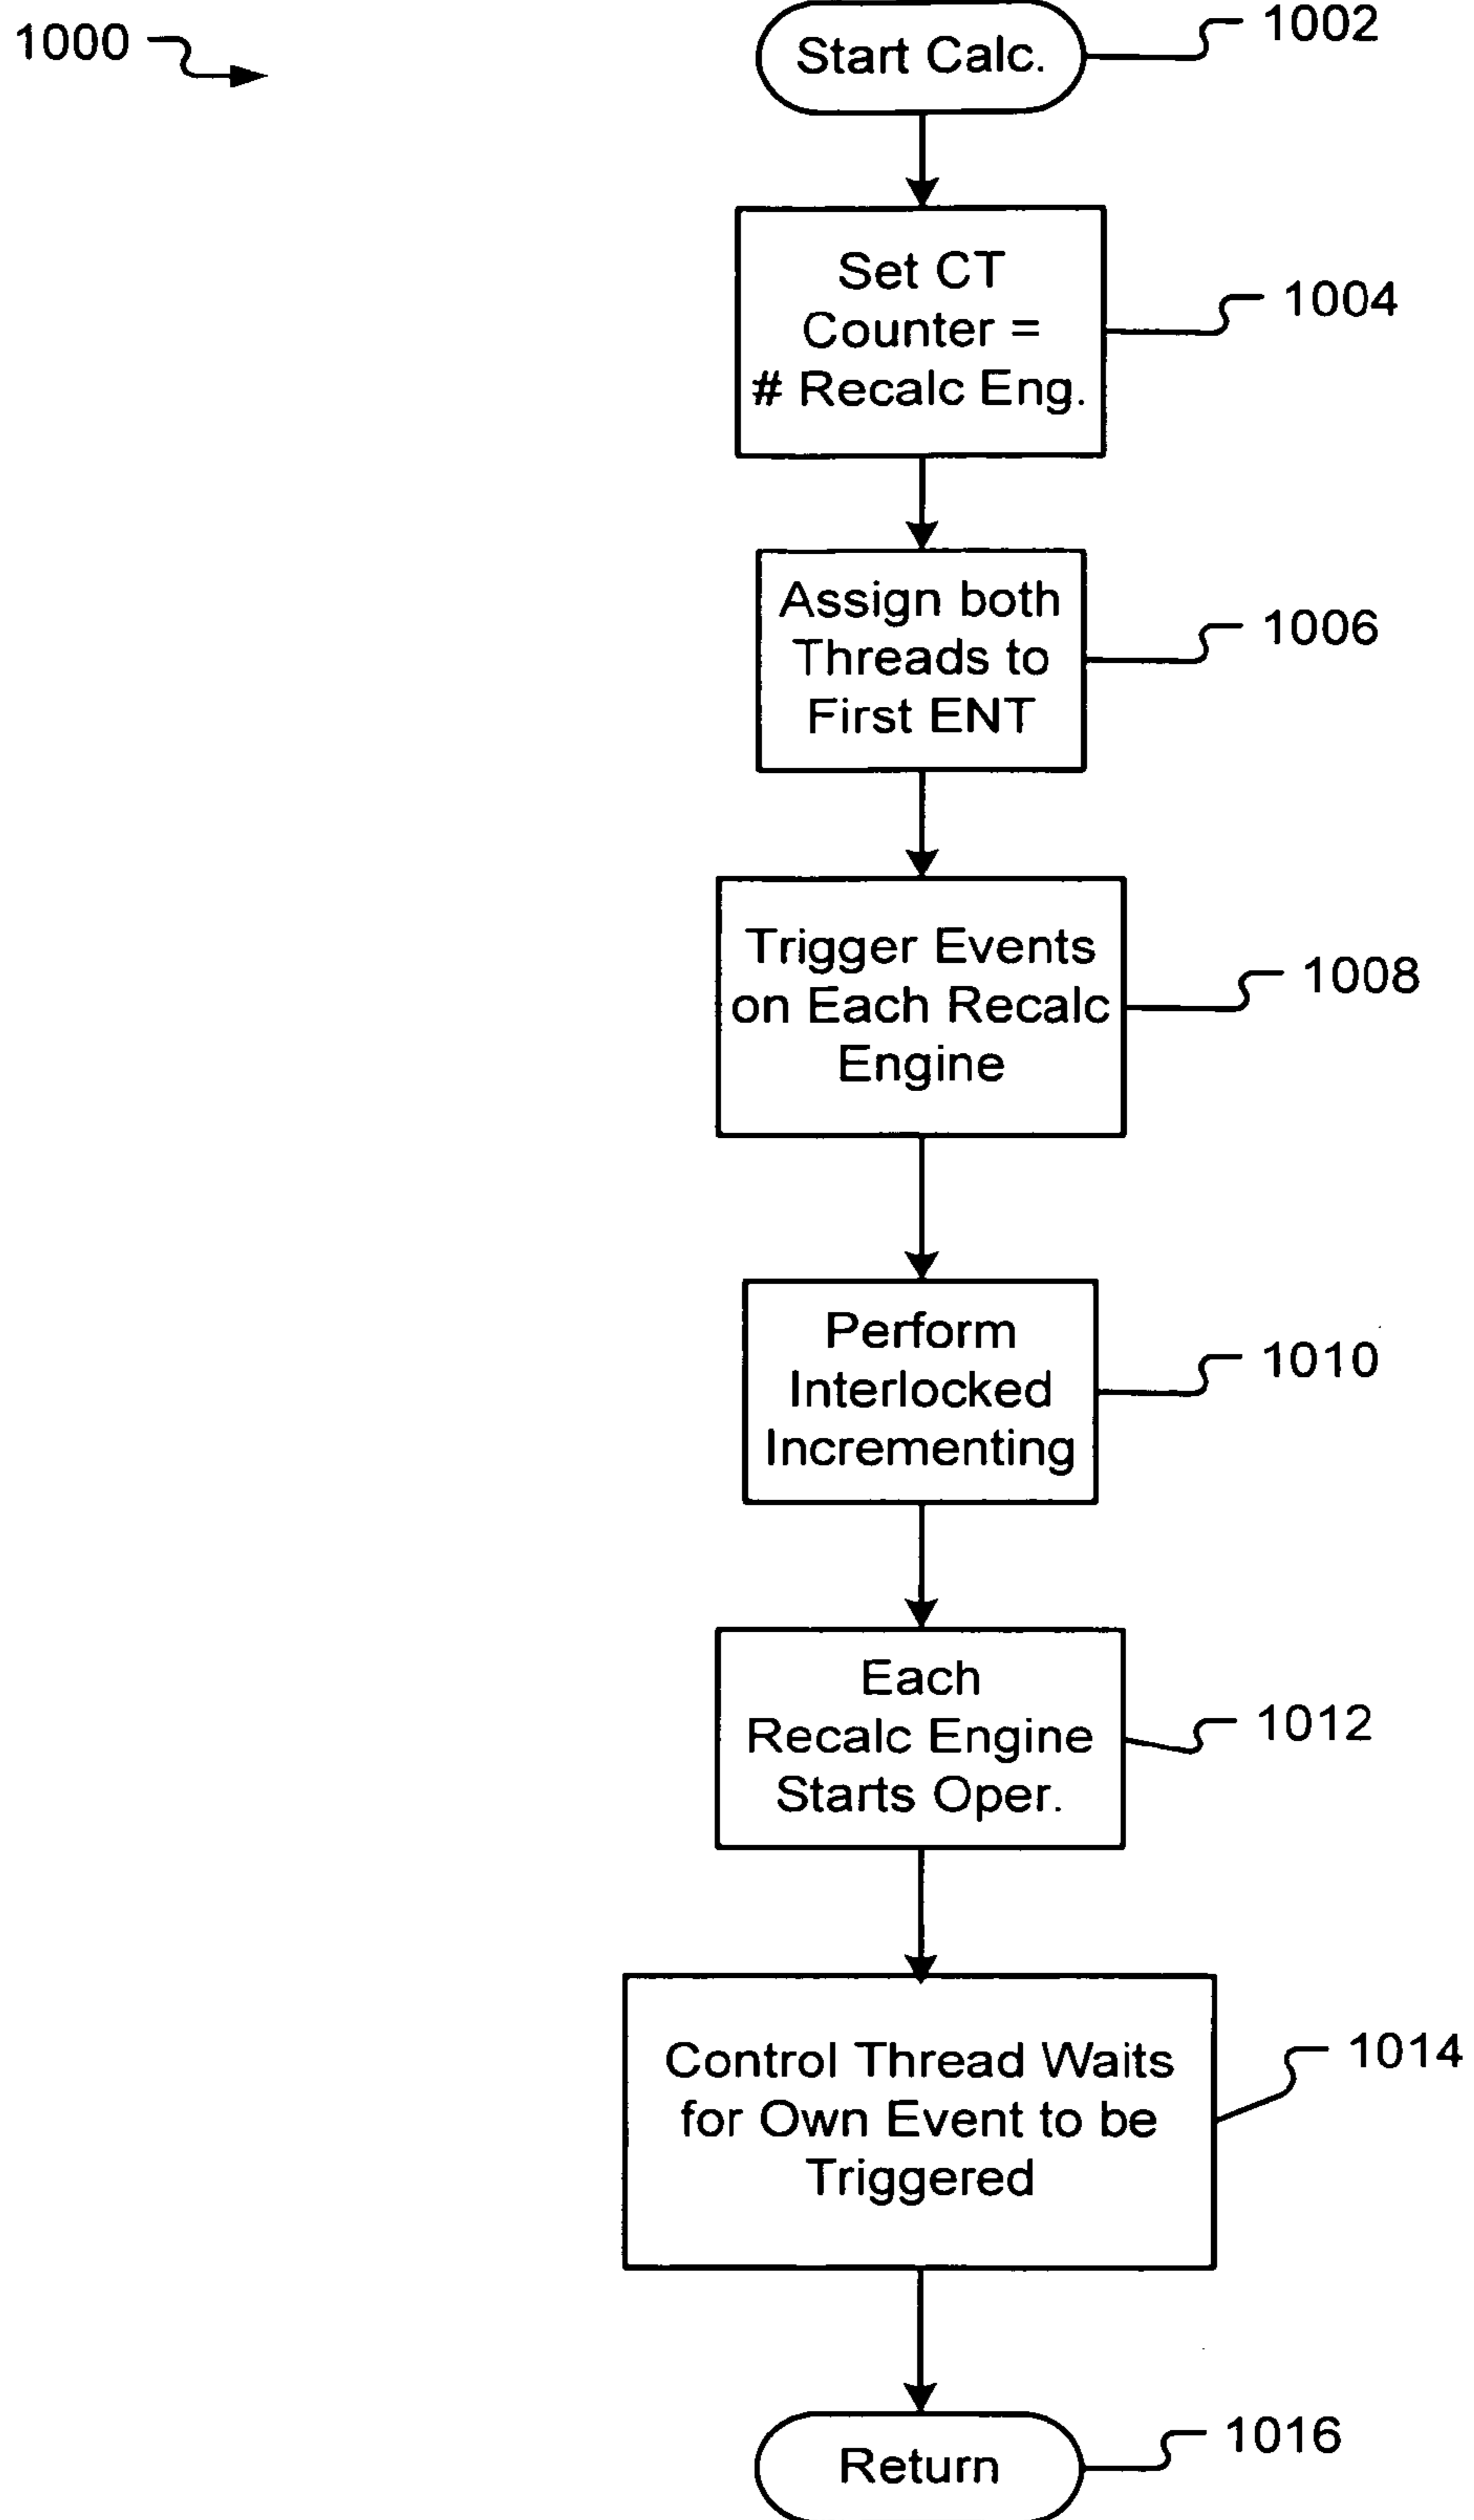 1000
Start Calc.
1002
Set CT
Counter =
# Recalc Eng.
1004
Assign both
Threads to
First ENT
1006
Trigger Events
on Each Recalc
Engine
1008
Perform
Interlocked
Incrementing
1010
Each
Recalc Engine
Starts Oper.
1012
Control Thread Waits
for Own Event to be
Triggered
1014
Return
1016